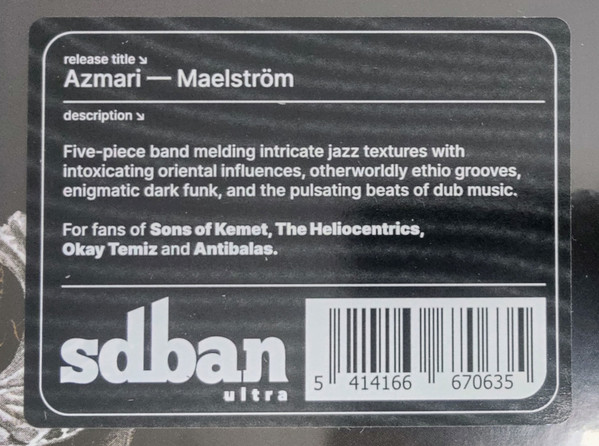 release title ↘
Azmari — Maelström
description ↘
Five-piece band melding intricate jazz textures with
intoxicating oriental influences, otherworldly ethio grooves,
enigmatic dark funk, and the pulsating beats of dub music.
For fans of Sons of Kemet, The Heliocentrics,
Okay Temiz and Antibalas.
sdban
ultra
5 414166 670635